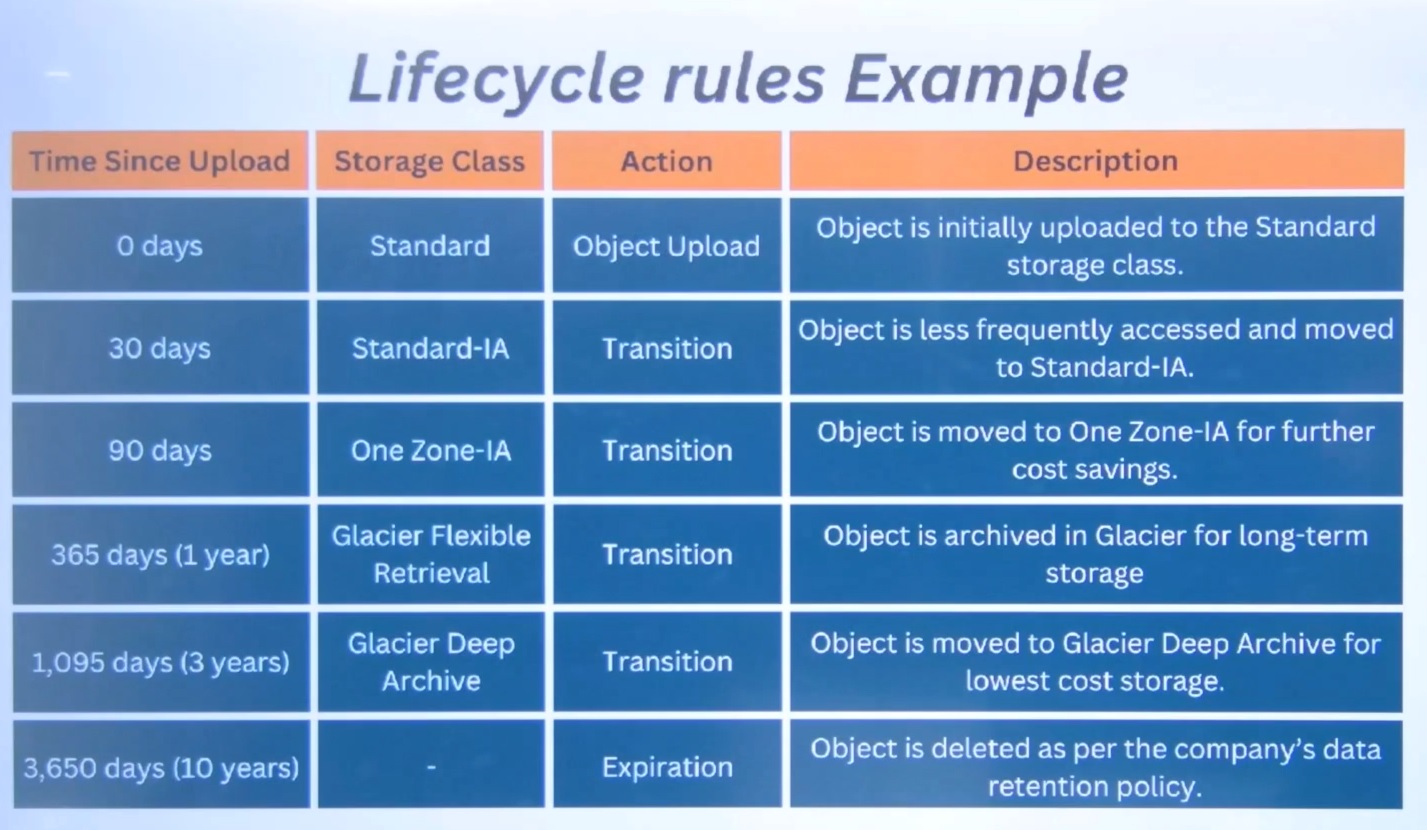 Lifecycle rules Example
Time Since Upload Storage Class Action Description
0 days Standard Object Upload Object is initially uploaded to the Standard
storage class.
30 days Standard-IA Transition Object is less frequently accessed and moved
to Standard-IA.
90 days One Zone-IA Transition Object is moved to One Zone-IA for further
cost savings.
365 days (1 year) Glacier Flexible
Retrieval Transition Object is archived in Glacier for long-term
storage
1,095 days (3 years) Glacier Deep
Archive Transition Object is moved to Glacier Deep Archive for
lowest cost storage.
3,650 days (10 years) - Expiration Object is deleted as per the company's data
retention policy.